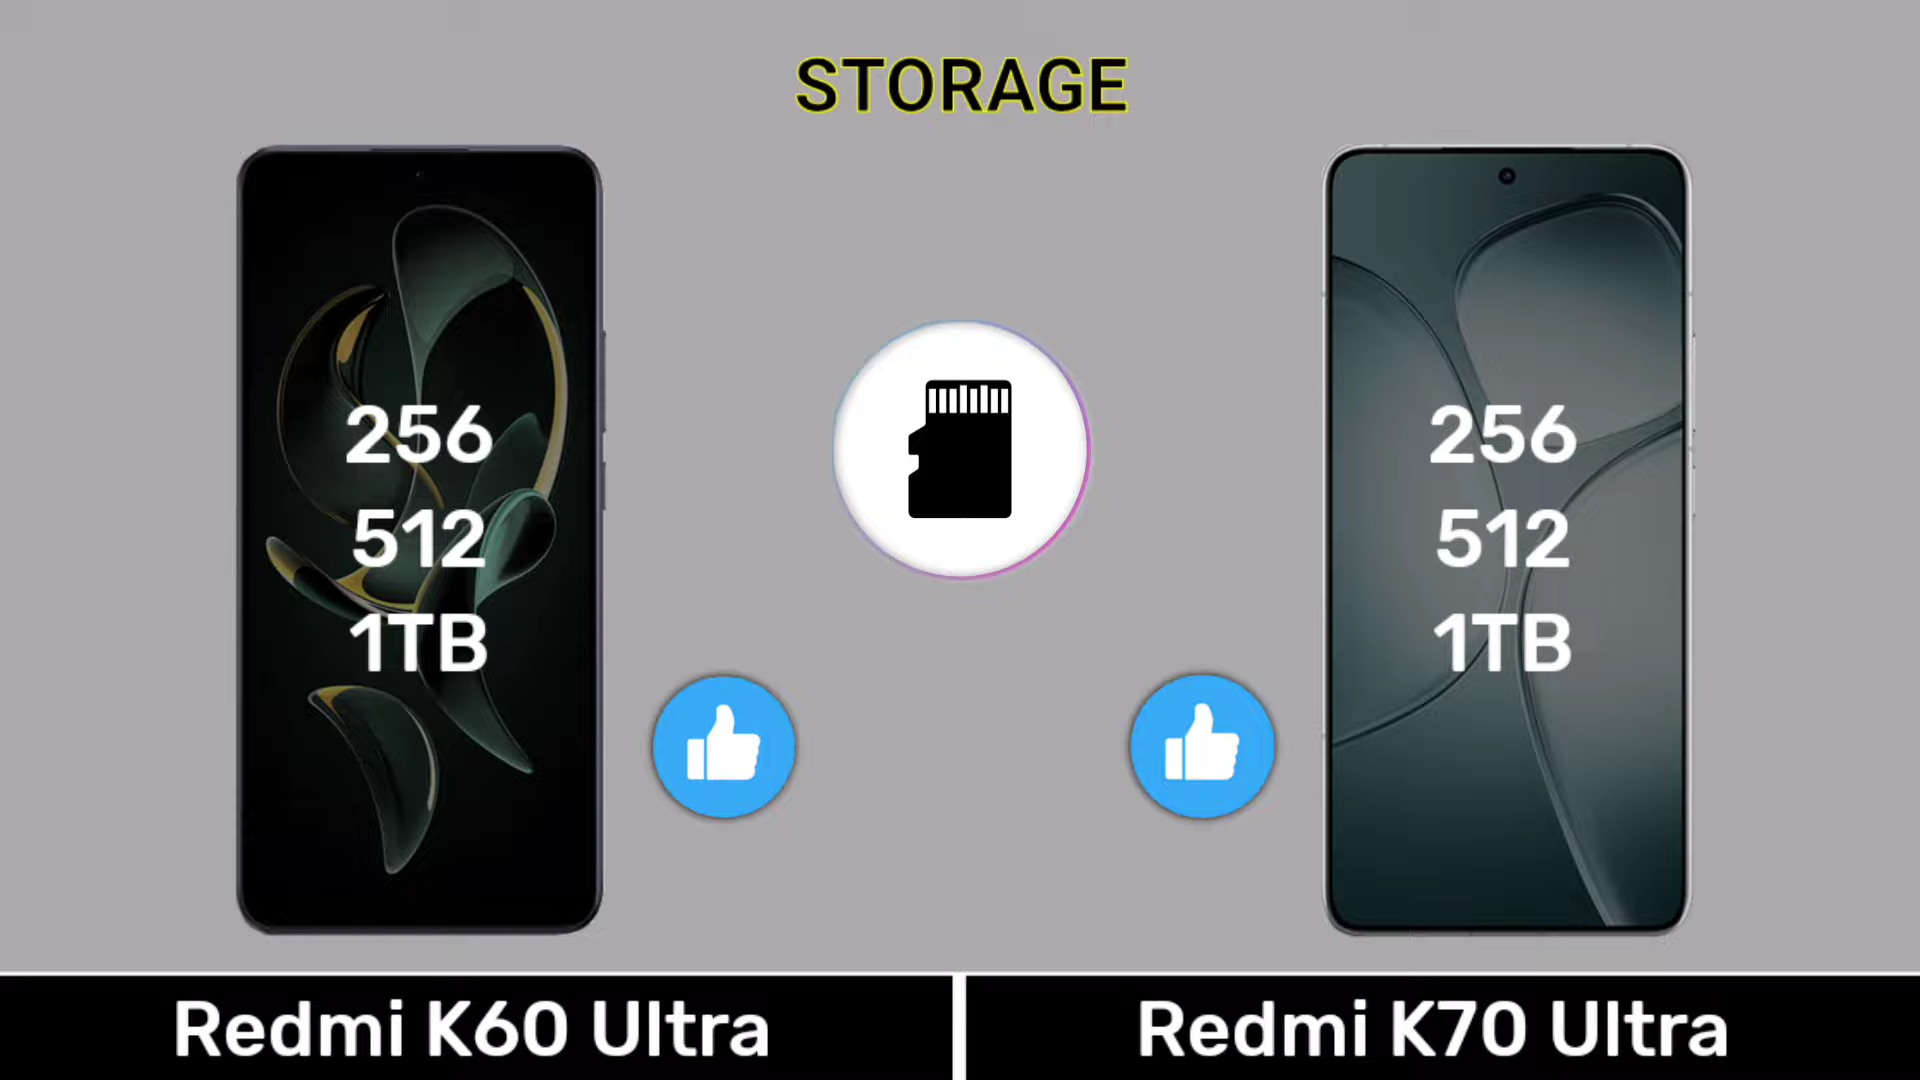 STORAGE
256
512
1TB
256
512
1TB
Redmi K60 Ultra
Redmi K70 Ultra